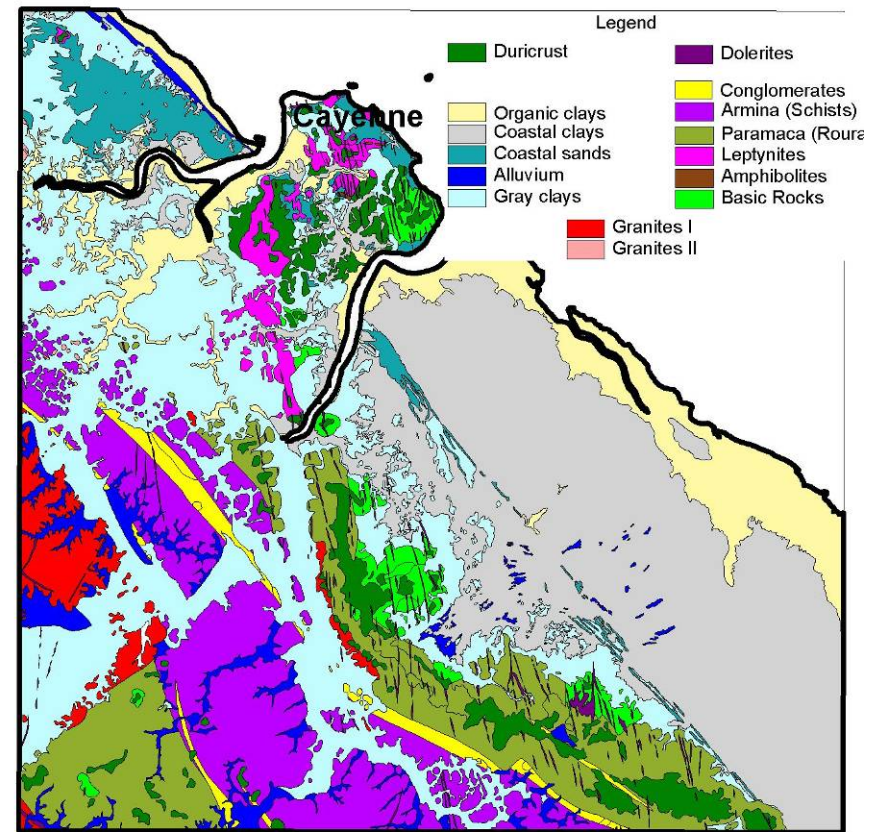 Legend
Duricrust
Dolerites
Conglomerates
Organic clays
Armina (Schists)
Coastal clays
Paramaca (Roura
Coastal sands
Leptynites
Alluvium
Amphibolites
Gray clays
Basic Rocks
Granites I
Granites II
Cayenne